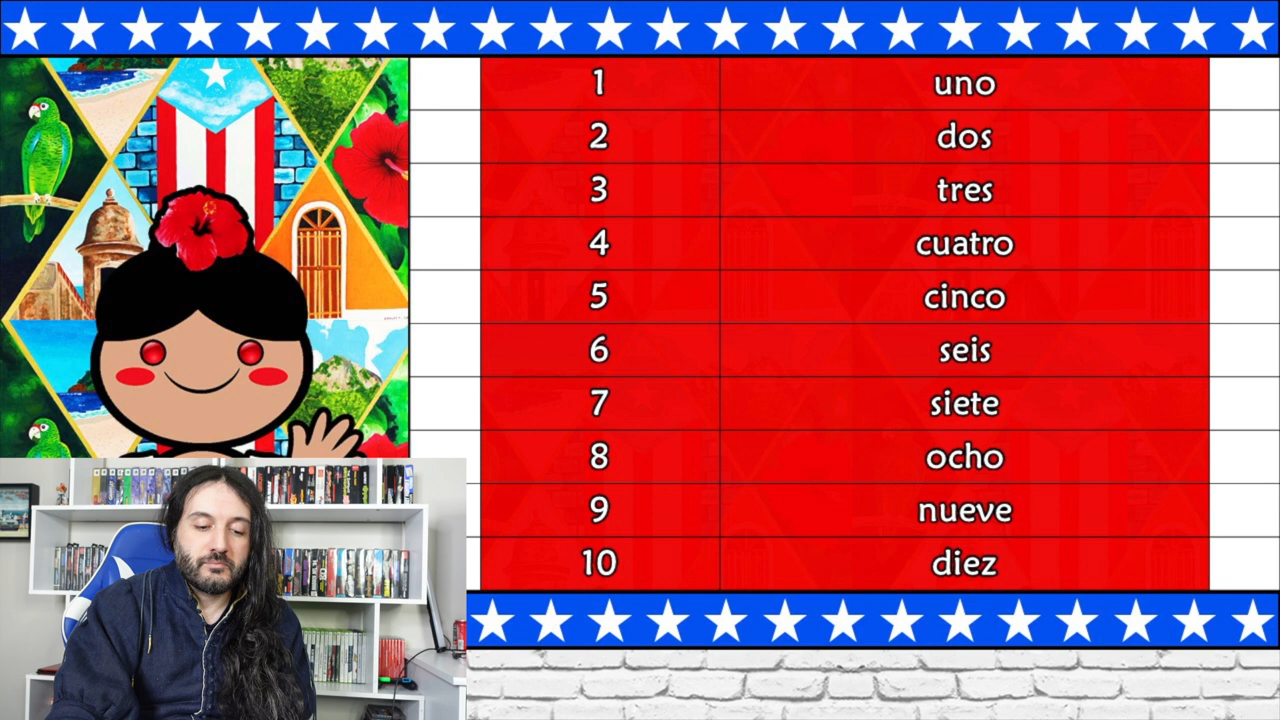 1 uno
2 dos
3 tres
4 cuatro
5 cinco
6 seis
7 siete
8 ocho
9 nueve
10 diez